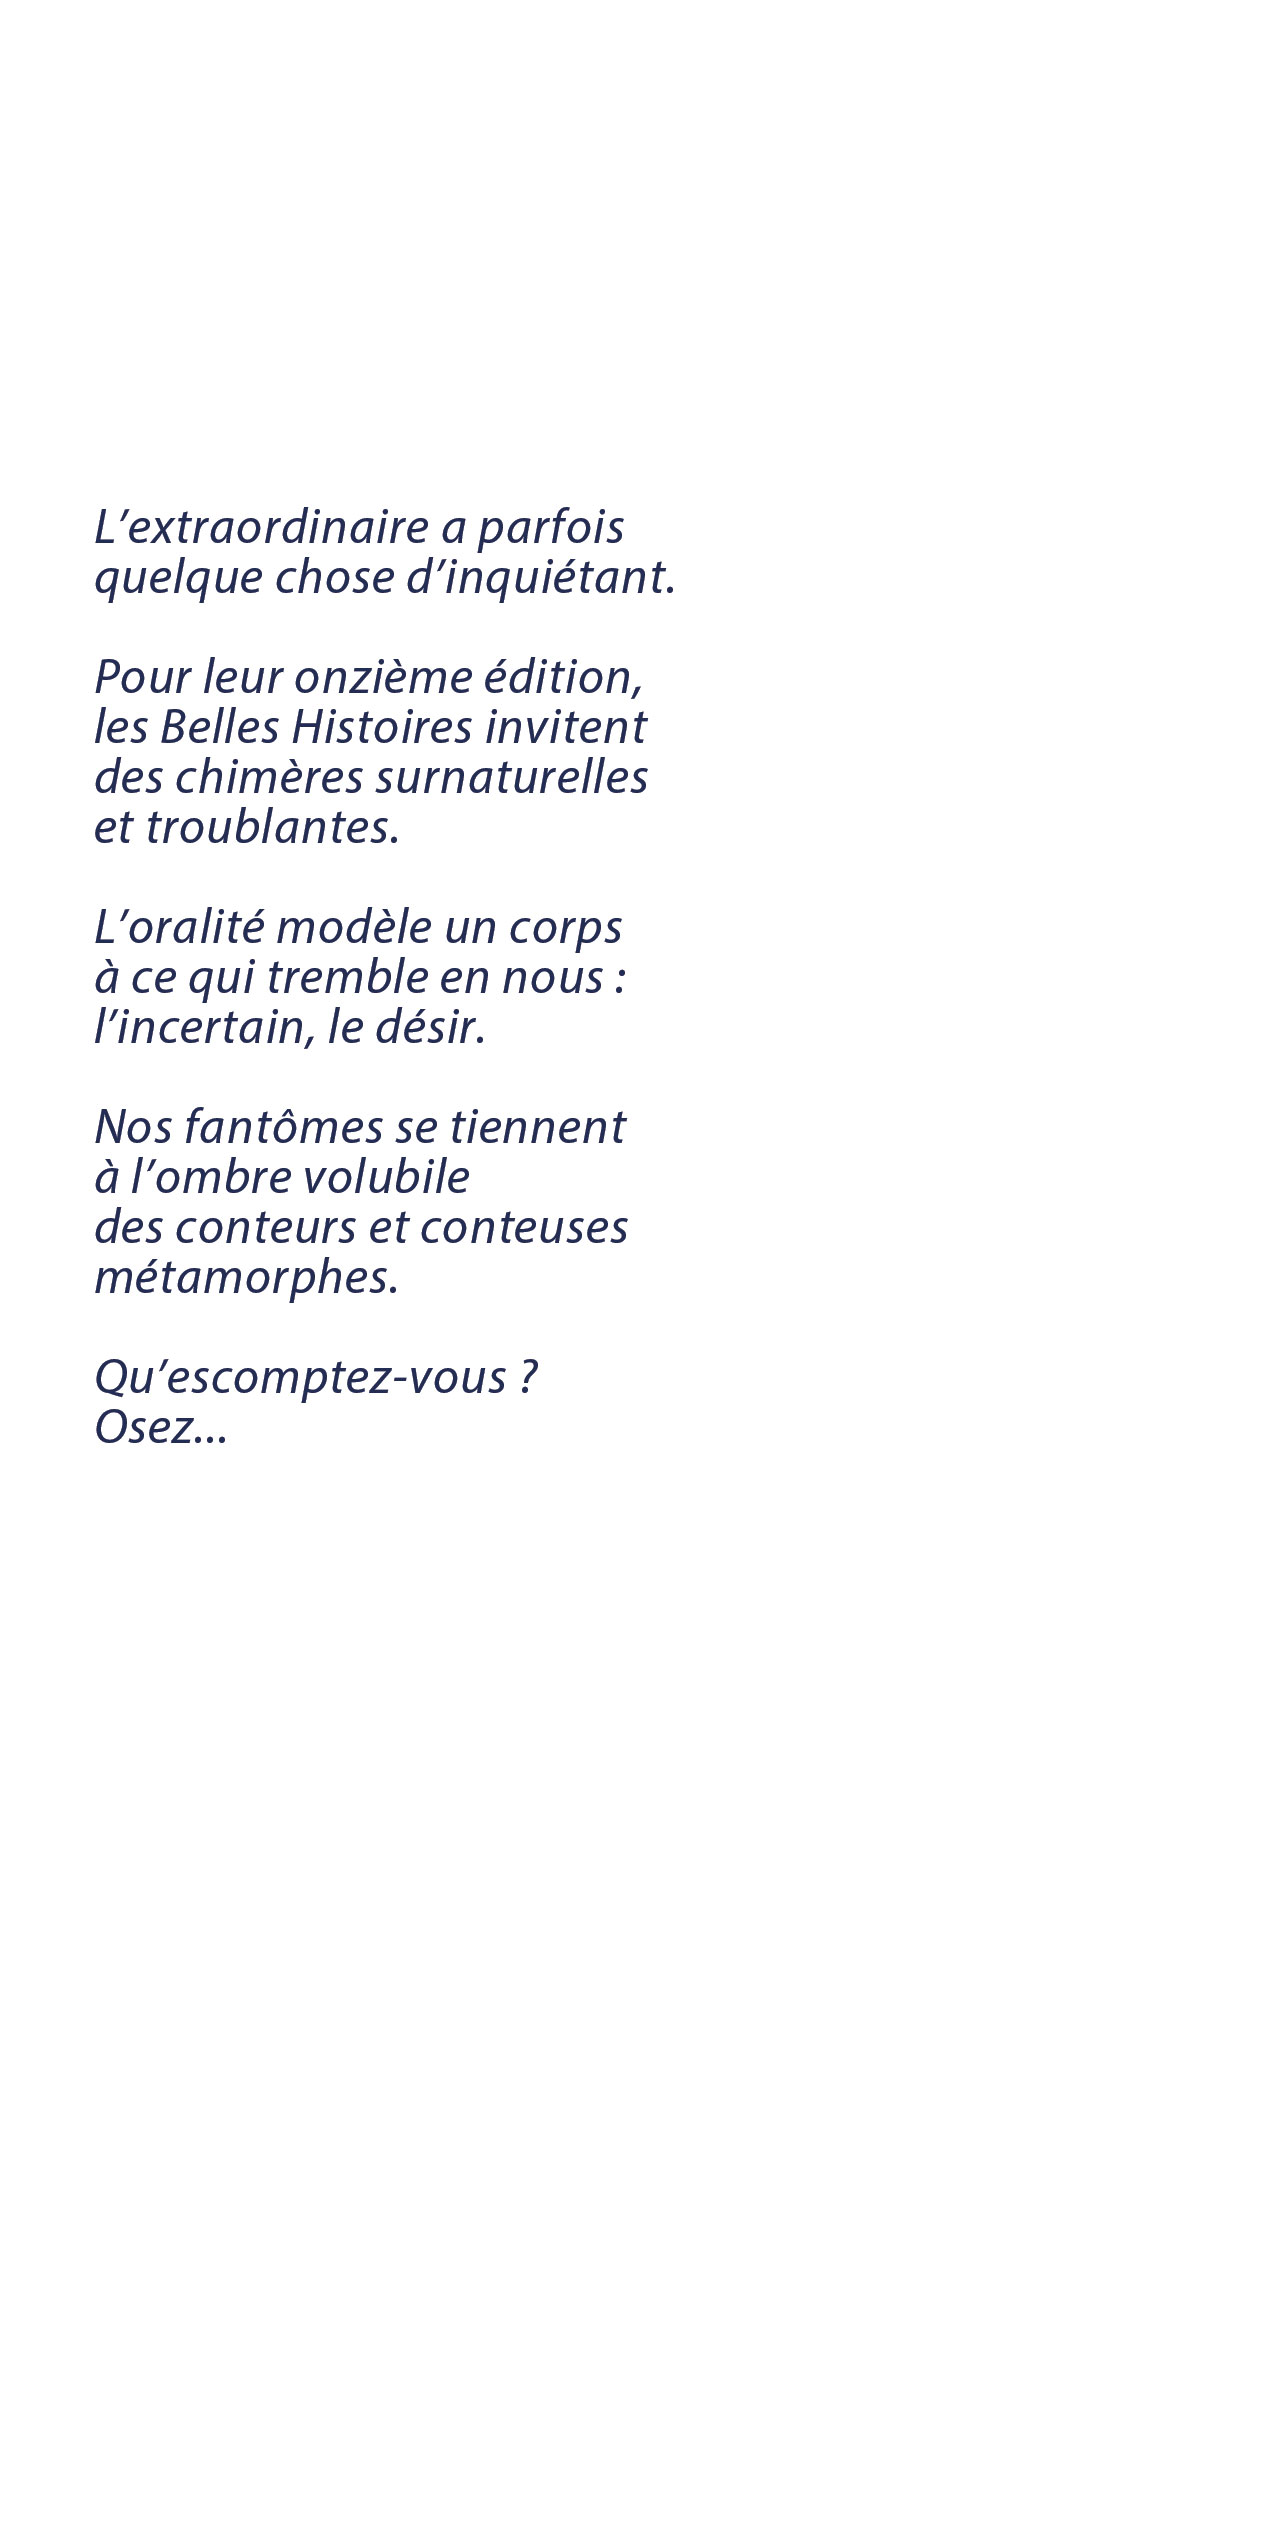 L’extraordinaire a parfois
quelque chose d’inquiétant.
Pour leur onzième édition,
les Belles Histoires invitent
des chimères surnaturelles
et troublantes.
L’oralité modèle un corps
à ce qui tremble en nous :
l’incertain, le désir.
Nos fantômes se tiennent
à l’ombre volubile
des conteurs et conteuses
métamorphes.
Qu’escomptez-vous ?
Osez...